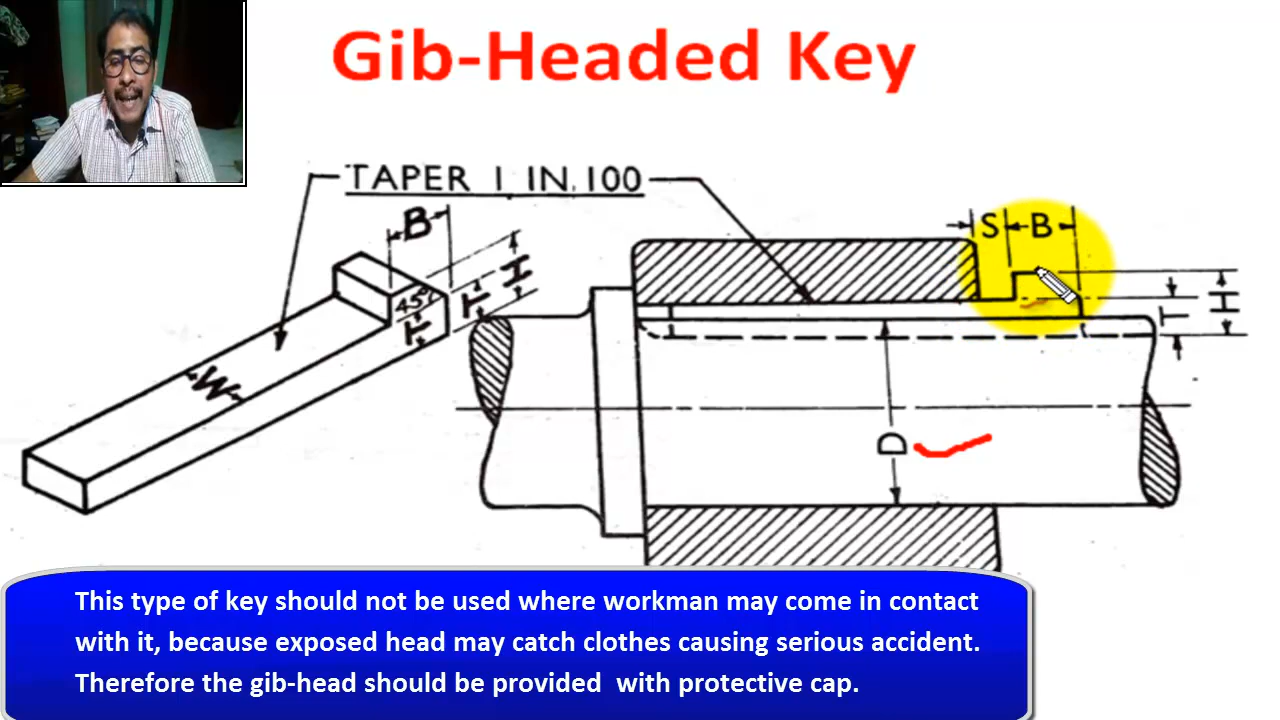 Gib-Headed Key
TAPER 1 IN.100
B
H
T
45°
T
W
S
B
T
H
D
This type of key should not be used where workman may come in contact
with it, because exposed head may catch clothes causing serious accident.
Therefore the gib-head should be provided with protective cap.